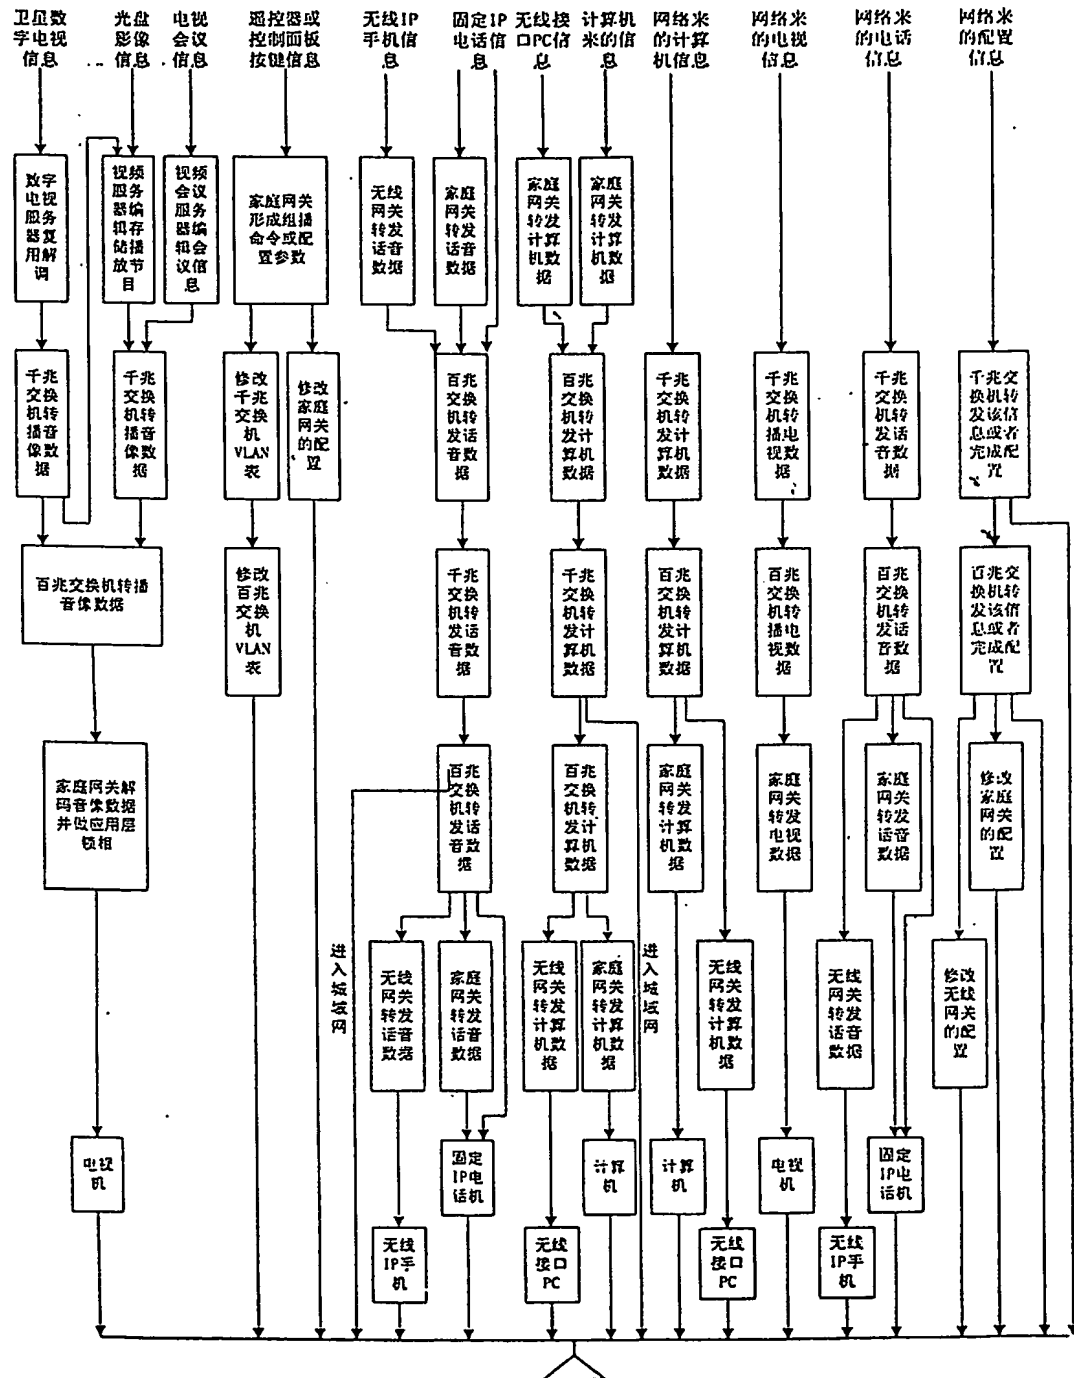 卫星数
字电视
信息
光盘
影像
信息
电视
会议
信息
遥控器或
控制面板
按键信息
无线IP
手机信
息
固定IP
电话信
息
无线接
口PC信
息
计算机
来的信
息
网络来
的计算
机信息
网络来
的电视
信息
网络来
的电话
信息
网络来
的配置
信息
数字
电视
服务
器复
用解
调
视频
服务
器编
辑存
储播
放节
目
视频
会议
服务
器编
辑会
议信
息
家庭网关
形成组播
命令或配
置参数
无线
网关
转发
话音
数据
家庭
网关
转发
话音
数据
家庭
网关
转发
计算
机数
据
家庭
网关
转发
计算
机数
据
千兆
交换
机转
播音
像数
据
千兆
交换
机转
播音
像数
据
修改
千兆
交换
机
VLAN
表
修改
家庭
网关
的配
置
百兆
交换
机转
发话
音数
据
百兆
交换
机转
发计
算机
数据
千兆
交换
机转
发计
算机
数据
千兆
交换
机转
播电
视数
据
千兆
交换
机转
发话
音数
据
千兆交
换机转
发该信
息或者
完成配
置
百兆交换机转播
音像数据
修改
百兆
交换
机
VLAN
表
千兆
交换
机转
发话
音数
据
千兆
交换
机转
发计
算机
数据
百兆
交换
机转
发计
算机
数据
百兆
交换
机转
播电
视数
据
百兆
交换
机转
发话
音数
据
百兆交
换机转
发该信
息或者
完成配
置
家庭网关解
码音像数据
并做应用层
锁相
百兆
交换
机转
发话
音数
据
百兆
交换
机转
发计
算机
数据
家庭
网关
转发
计算
机数
据
家庭
网关
转发
电视
数据
家庭
网关
转发
话音
数据
修改
家庭
网关
的配
置
进
入
城
域
网
无线
网关
转发
话音
数据
家庭
网关
转发
话音
数据
无线
网关
转发
计算
机数
据
家庭
网关
转发
计算
机数
据
进
入
城
域
网
无线
网关
转发
计算
机数
据
无线
网关
转发
话音
数据
修改
无线
网关
的配
置
电视
机
固定
IP电
话机
计算
机
计算
机
电视
机
固定
IP电
话机
无线
IP手
机
无线
接口
PC
无线
接口
PC
无线
IP手
机